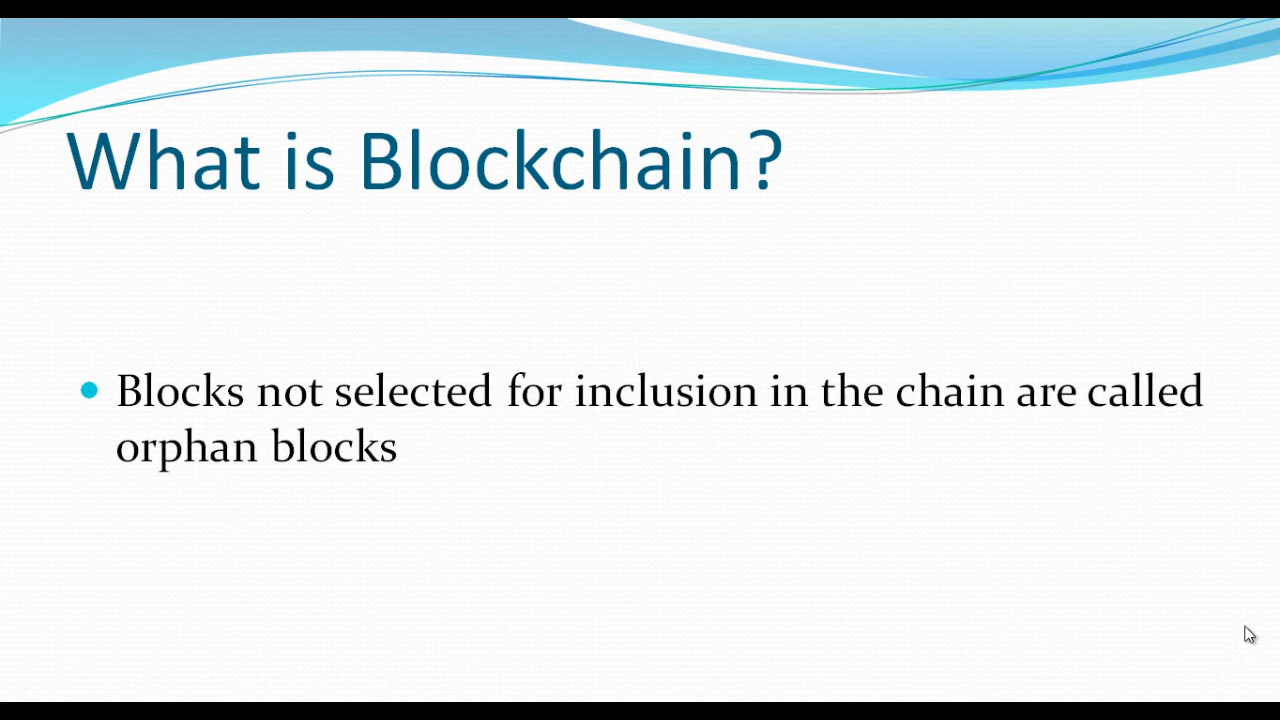 What is Blockchain?
Blocks not selected for inclusion in the chain are called
orphan blocks